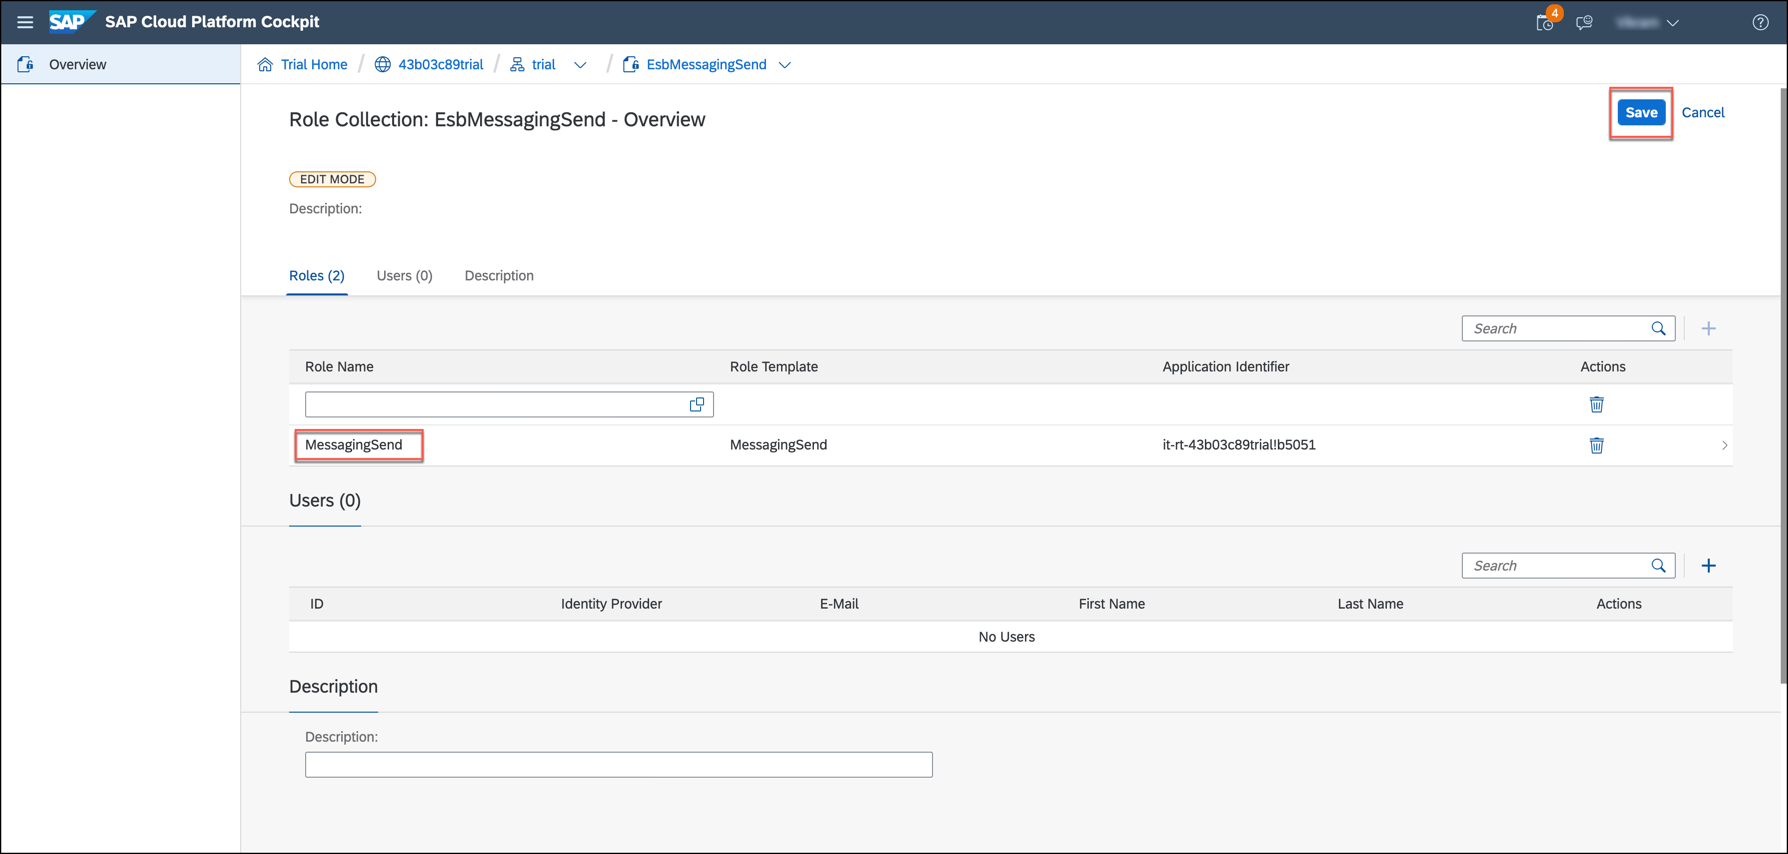 SAP SAP Cloud Platform Cockpit 4
Overview
Trial Home / 43b03c89trial / trial / EsbMessagingSend
Role Collection: EsbMessagingSend - Overview
Save Cancel
EDIT MODE
Description:
Roles (2) Users (0) Description
Search
Role Name Role Template Application Identifier Actions
MessagingSend MessagingSend it-rt-43b03c89trial!b5051
Users (0)
Search
ID Identity Provider E-Mail First Name Last Name Actions
No Users
Description
Description: